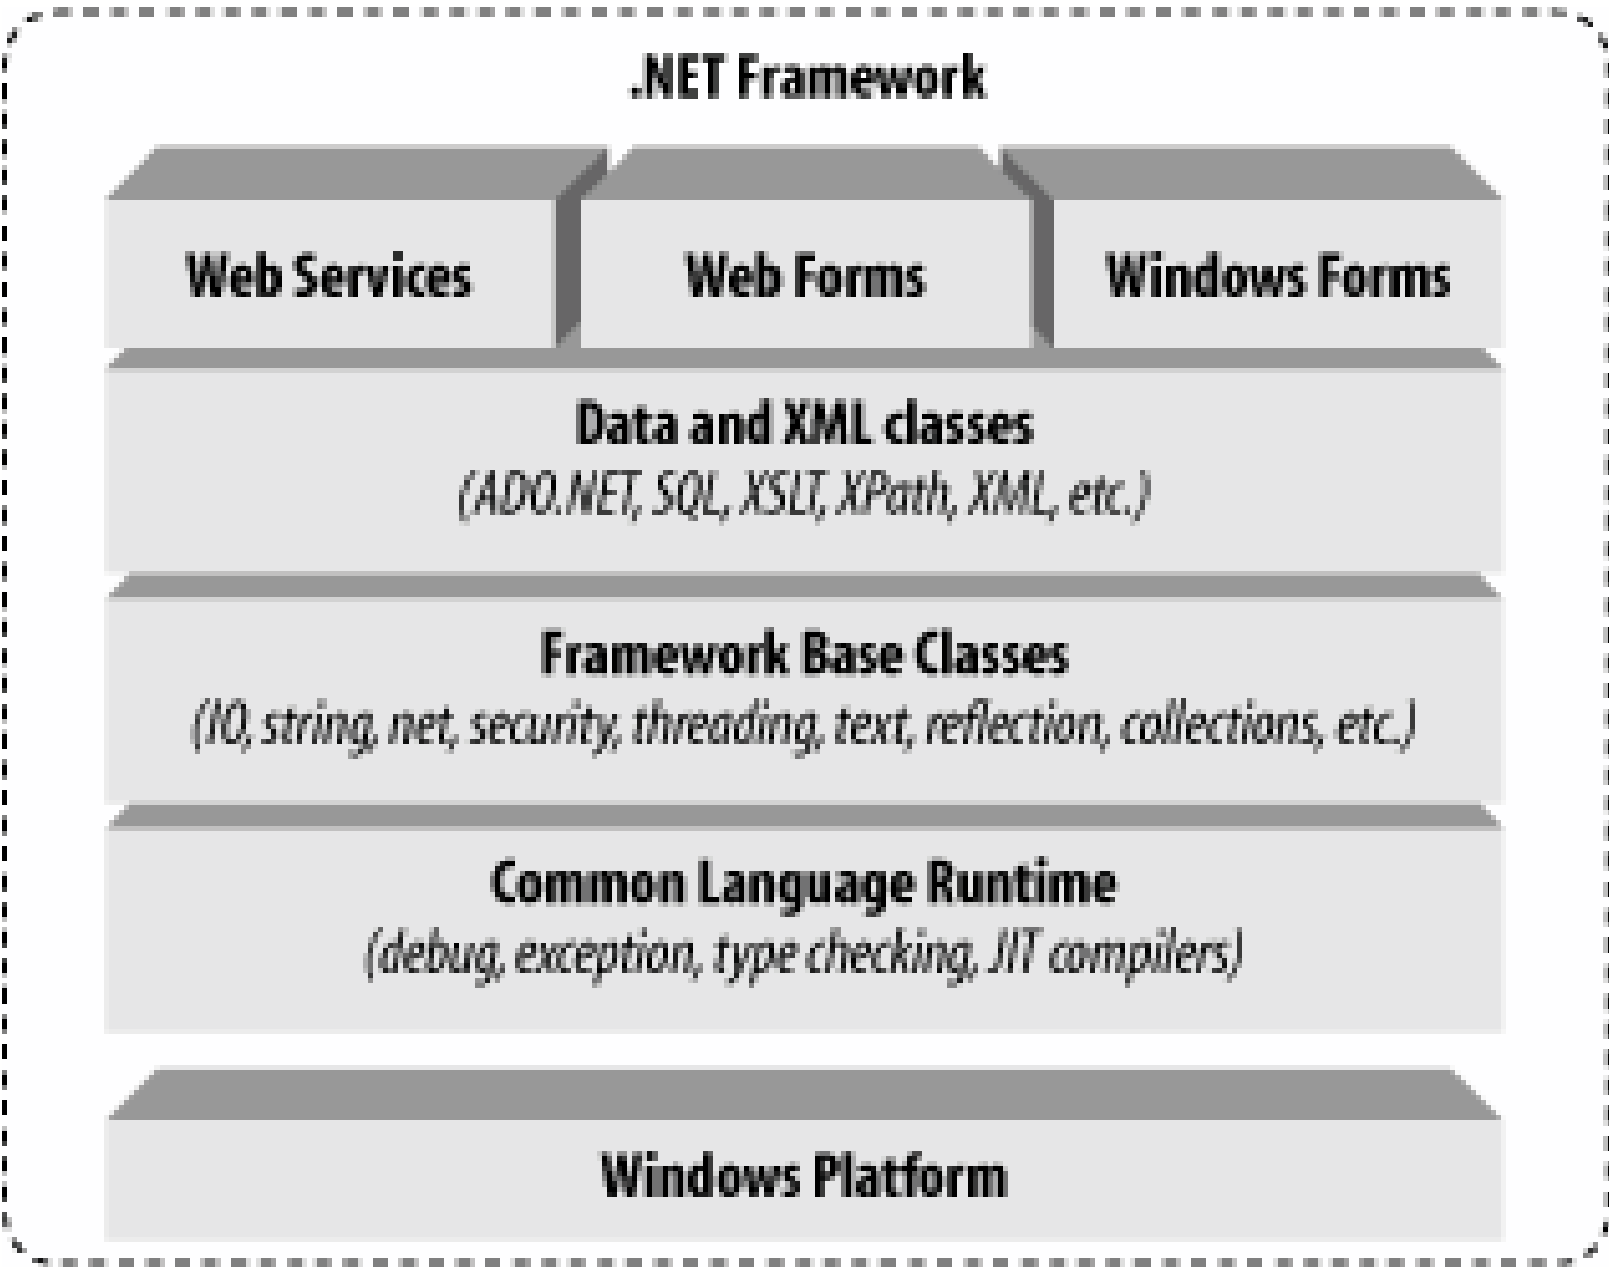 .NET Framework
Web Services
Web Forms
Windows Forms
Data and XML classes
(ADO.NET, SQL, XSLT, XPath, XML, etc.)
Framework Base Classes
(IO, string, net, security, threading, text, reflection, collections, etc.)
Common Language Runtime
(debug, exception, type checking, JIT compilers)
Windows Platform